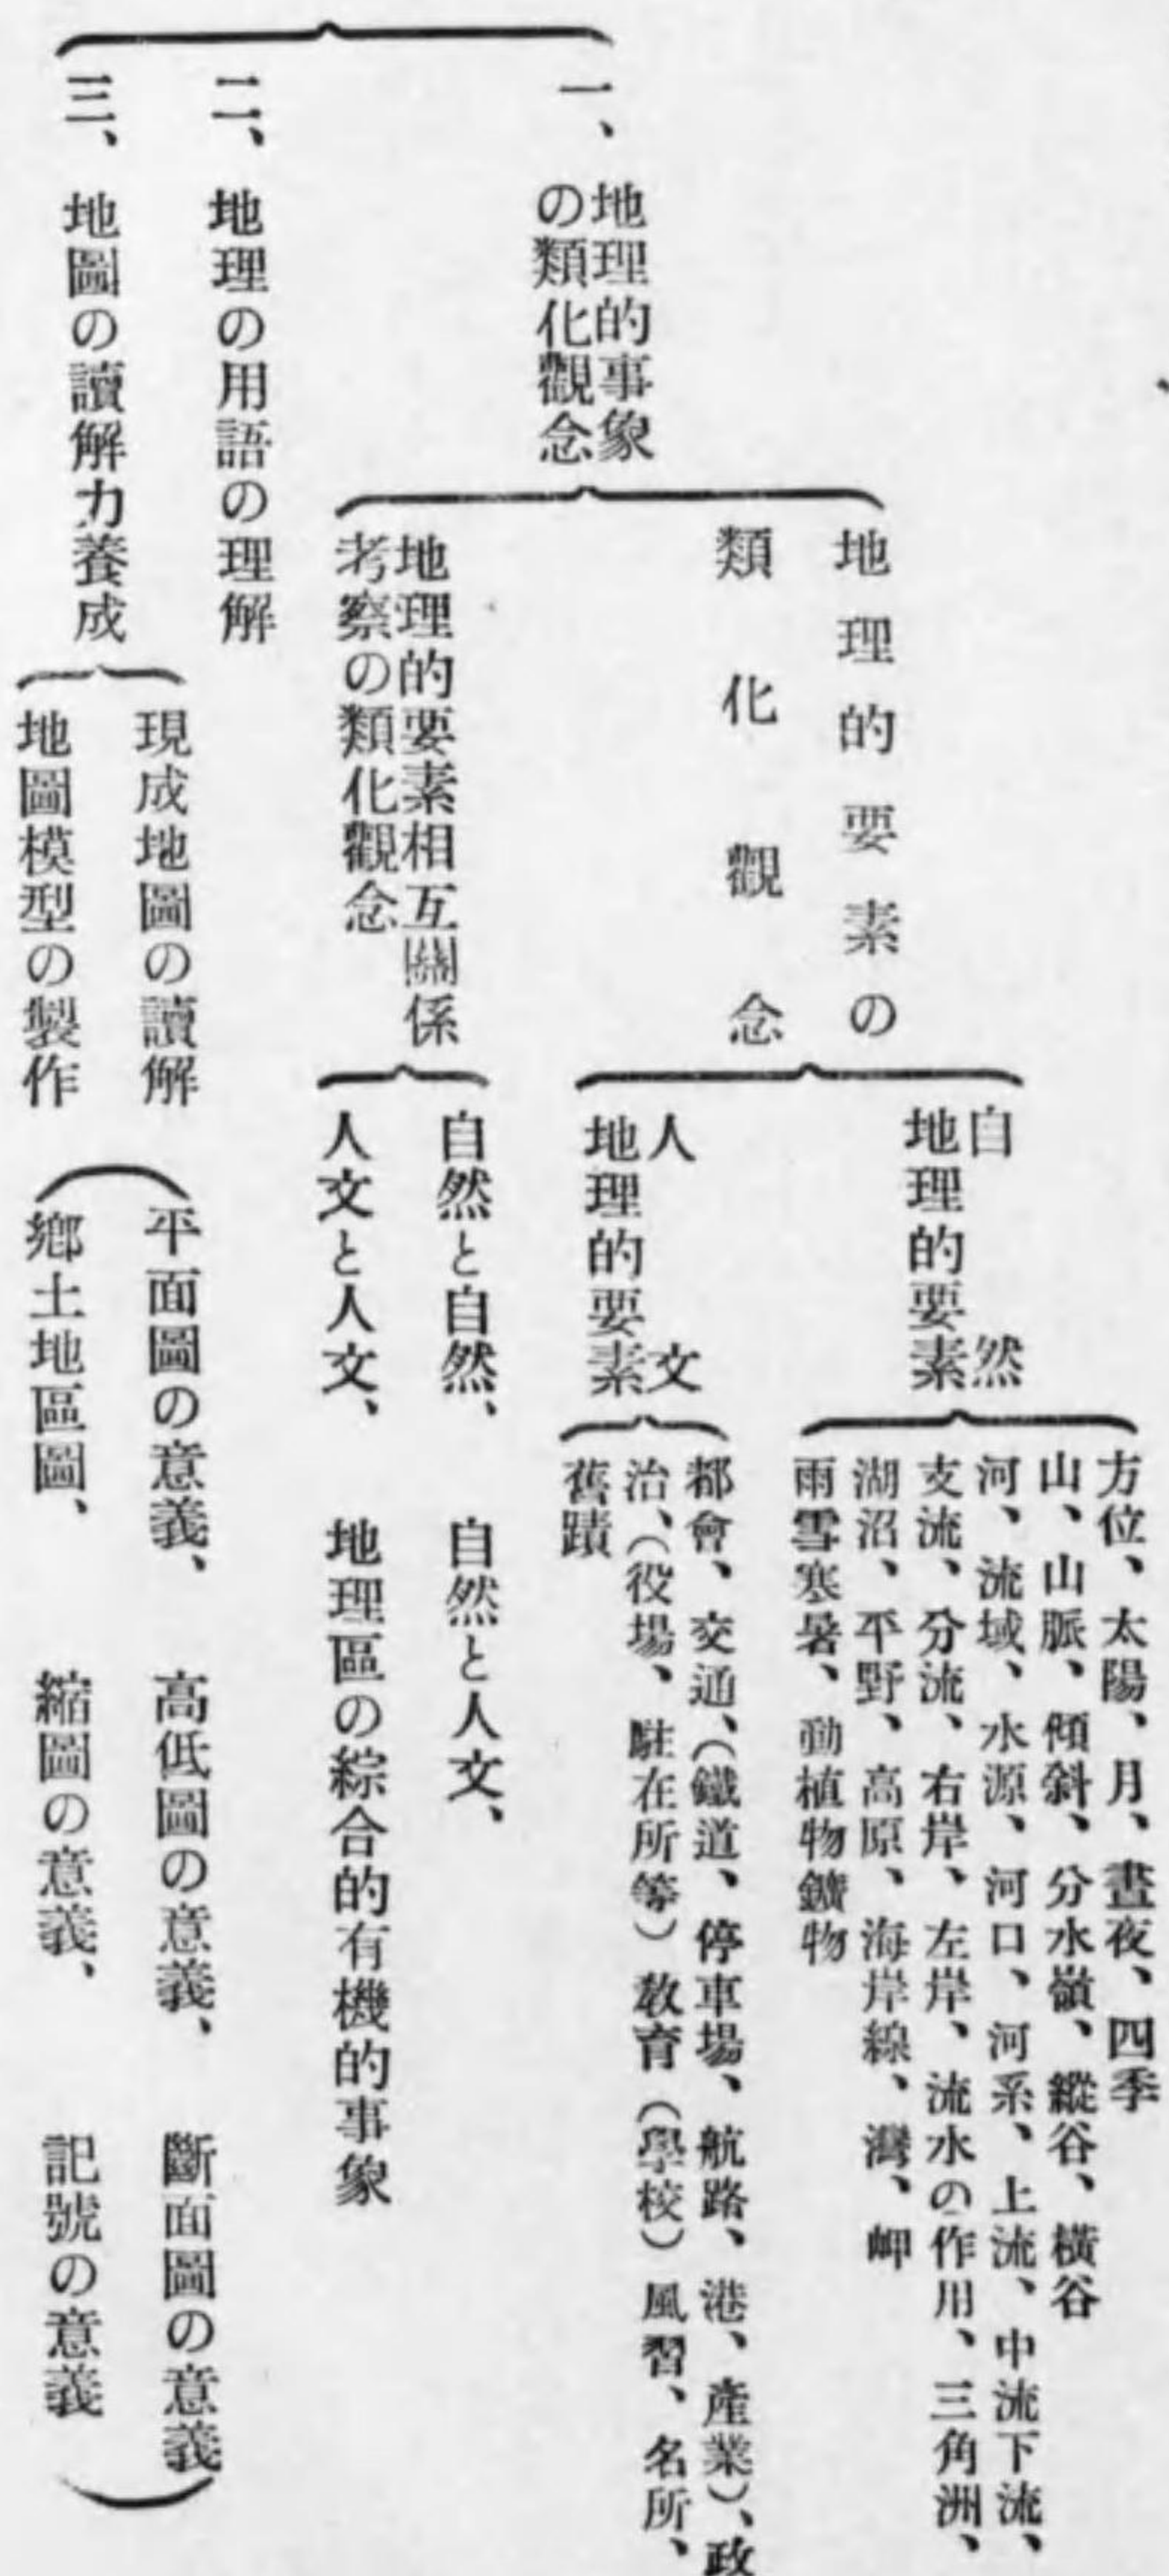 一、
地理的事象
の類化觀念
地理的要素の
類化觀念
自然
地理的要素
方位、太陽、月、晝夜、四季
山、山脈、傾斜、分水嶺、縱谷、橫谷
河、流域、水源、河口、河系、上流、中流下流、
支流、分流、右岸、左岸、流水の作用、三角洲、
湖沼、平野、高原、海岸線、灣、岬
雨雪寒暑、動植物鑛物
人文
地理的要素
都會、交通、(鐵道、停車場、航路、港、產業)、政
治、(役場、駐在所等)敎育(學校)風習、名所、
舊蹟
地理的要素相互關係
考察の類化觀念
自然と自然、自然と人文、
人文と人文、地理區の綜合的有機的事象
二、地理の用語の理解
三、地圖の讀解力養成
現成地圖の讀解
地圖模型の製作
(平面圖の意義、高低圖の意義、斷面圖の意義
鄕土地區圖、縮圖の意義、記號の意義)